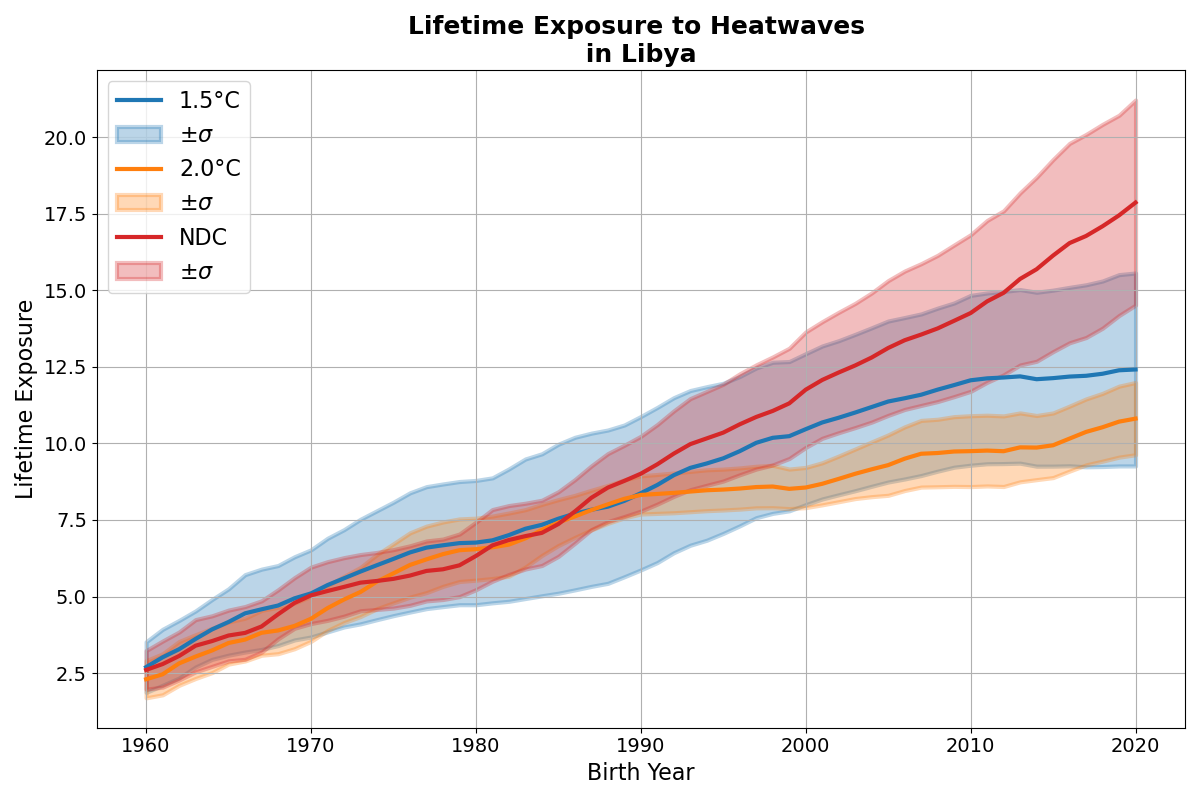 Lifetime Exposure to Heatwaves
in Libya
1.5°C
±σ
2.0°C
±σ
NDC
±σ
Lifetime Exposure
20.0
17.5
15.0
12.5
10.0
7.5
5.0
2.5
1960 1970 1980 1990 2000 2010 2020
Birth Year